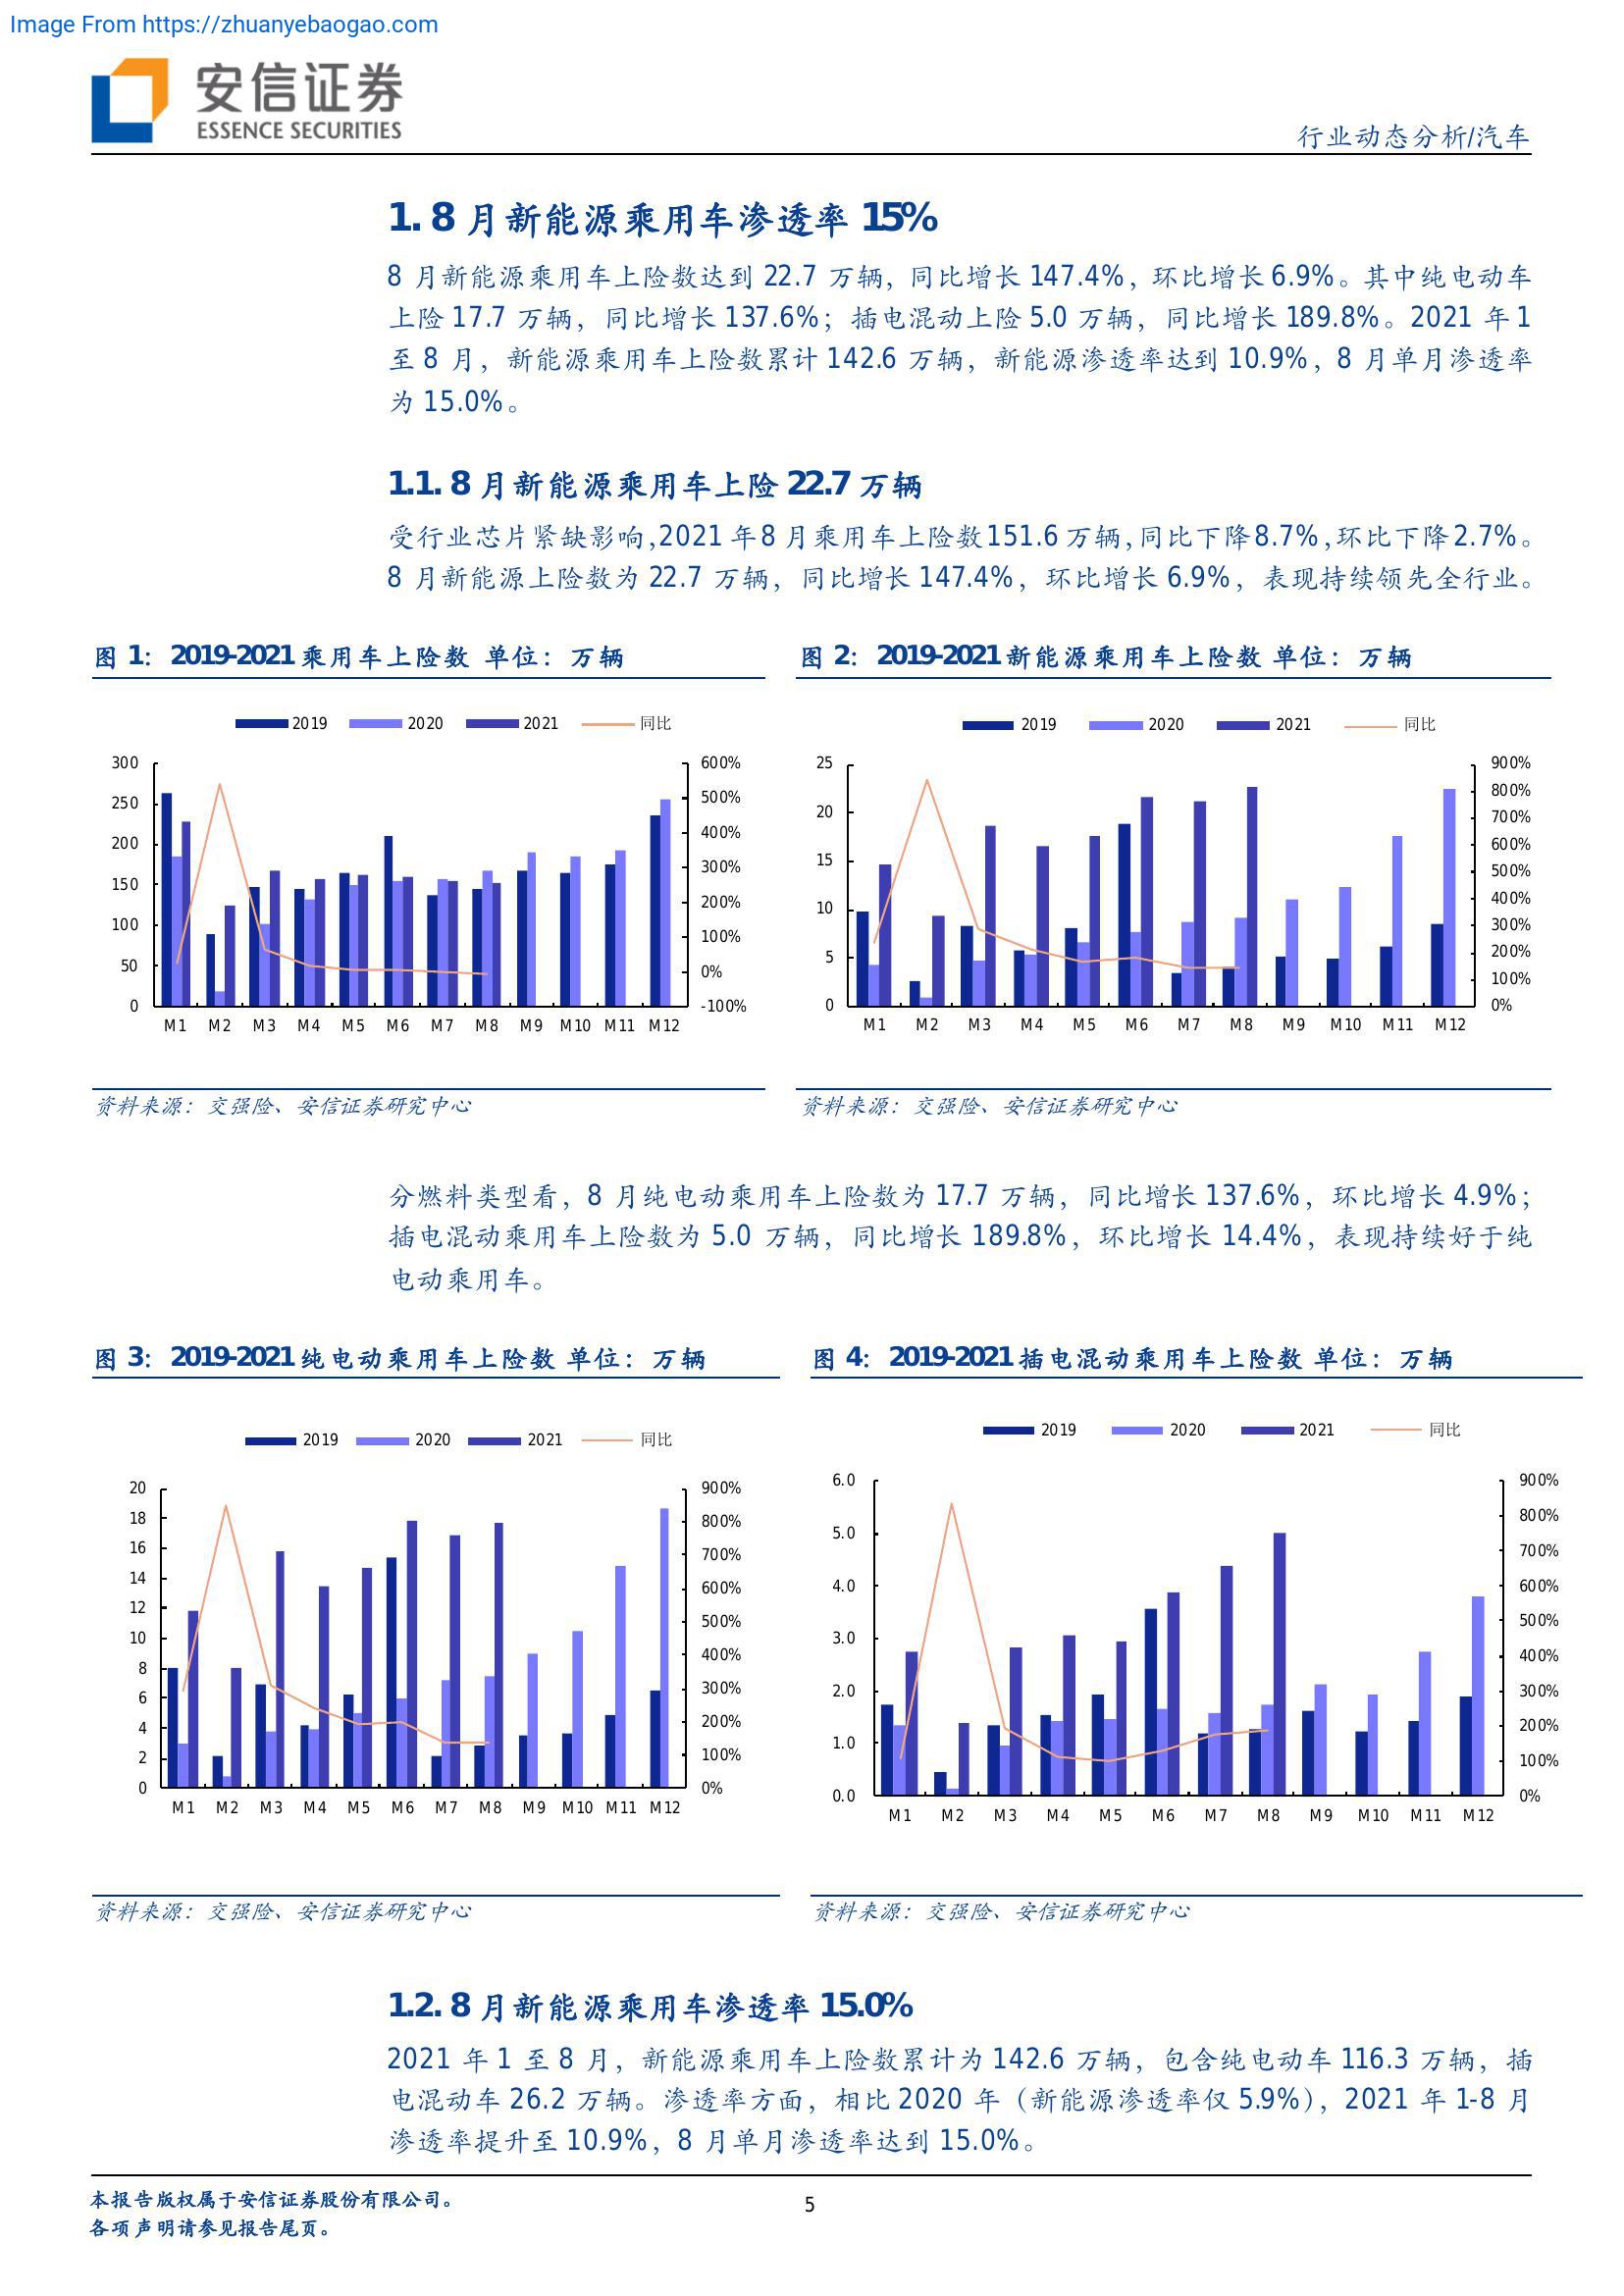 Image From https://zhuanyebaogao.com
安信证券
ESSENCE SECURITIES
行业动态分析/汽车
1. 8 月新能源乘用车渗透率 15%
8 月新能源乘用车上险数达到 22.7 万辆，同比增长 147.4%，环比增长 6.9%。其中纯电动车
上险 17.7 万辆，同比增长 137.6%；插电混动上险 5.0 万辆，同比增长 189.8%。2021 年 1
至 8 月，新能源乘用车上险数累计 142.6 万辆，新能源渗透率达到 10.9%，8 月单月渗透率
为 15.0%。
1.1. 8 月新能源乘用车上险 22.7 万辆
受行业芯片紧缺影响，2021 年 8 月乘用车上险数 151.6 万辆，同比下降 8.7%，环比下降 2.7%。
8 月新能源上险数为 22.7 万辆，同比增长 147.4%，环比增长 6.9%，表现持续领先全行业。
图 1：2019-2021 乘用车上险数 单位：万辆
2019 2020 2021 同比
300
250
200
150
100
50
0
600%
500%
400%
300%
200%
100%
0%
-100%
M1 M2 M3 M4 M5 M6 M7 M8 M9 M10 M11 M12
资料来源：交强险、安信证券研究中心
图 2：2019-2021 新能源乘用车上险数 单位：万辆
2019 2020 2021 同比
25
20
15
10
5
0
900%
800%
700%
600%
500%
400%
300%
200%
100%
0%
M1 M2 M3 M4 M5 M6 M7 M8 M9 M10 M11 M12
资料来源：交强险、安信证券研究中心
分燃料类型看，8 月纯电动乘用车上险数为 17.7 万辆，同比增长 137.6%，环比增长 4.9%；
插电混动乘用车上险数为 5.0 万辆，同比增长 189.8%，环比增长 14.4%，表现持续好于纯
电动乘用车。
图 3：2019-2021 纯电动乘用车上险数 单位：万辆
2019 2020 2021 同比
20
18
16
14
12
10
8
6
4
2
0
900%
800%
700%
600%
500%
400%
300%
200%
100%
0%
M1 M2 M3 M4 M5 M6 M7 M8 M9 M10 M11 M12
资料来源：交强险、安信证券研究中心
图 4：2019-2021 插电混动乘用车上险数 单位：万辆
2019 2020 2021 同比
6.0
5.0
4.0
3.0
2.0
1.0
0.0
900%
800%
700%
600%
500%
400%
300%
200%
100%
0%
M1 M2 M3 M4 M5 M6 M7 M8 M9 M10 M11 M12
资料来源：交强险、安信证券研究中心
1.2. 8 月新能源乘用车渗透率 15.0%
2021 年 1 至 8 月，新能源乘用车上险数累计为 142.6 万辆，包含纯电动车 116.3 万辆，插
电混动车 26.2 万辆。渗透率方面，相比 2020 年（新能源渗透率仅 5.9%），2021 年 1-8 月
渗透率提升至 10.9%，8 月单月渗透率达到 15.0%。
本报告版权属于安信证券股份有限公司。
各项声明请参见报告尾页。
5